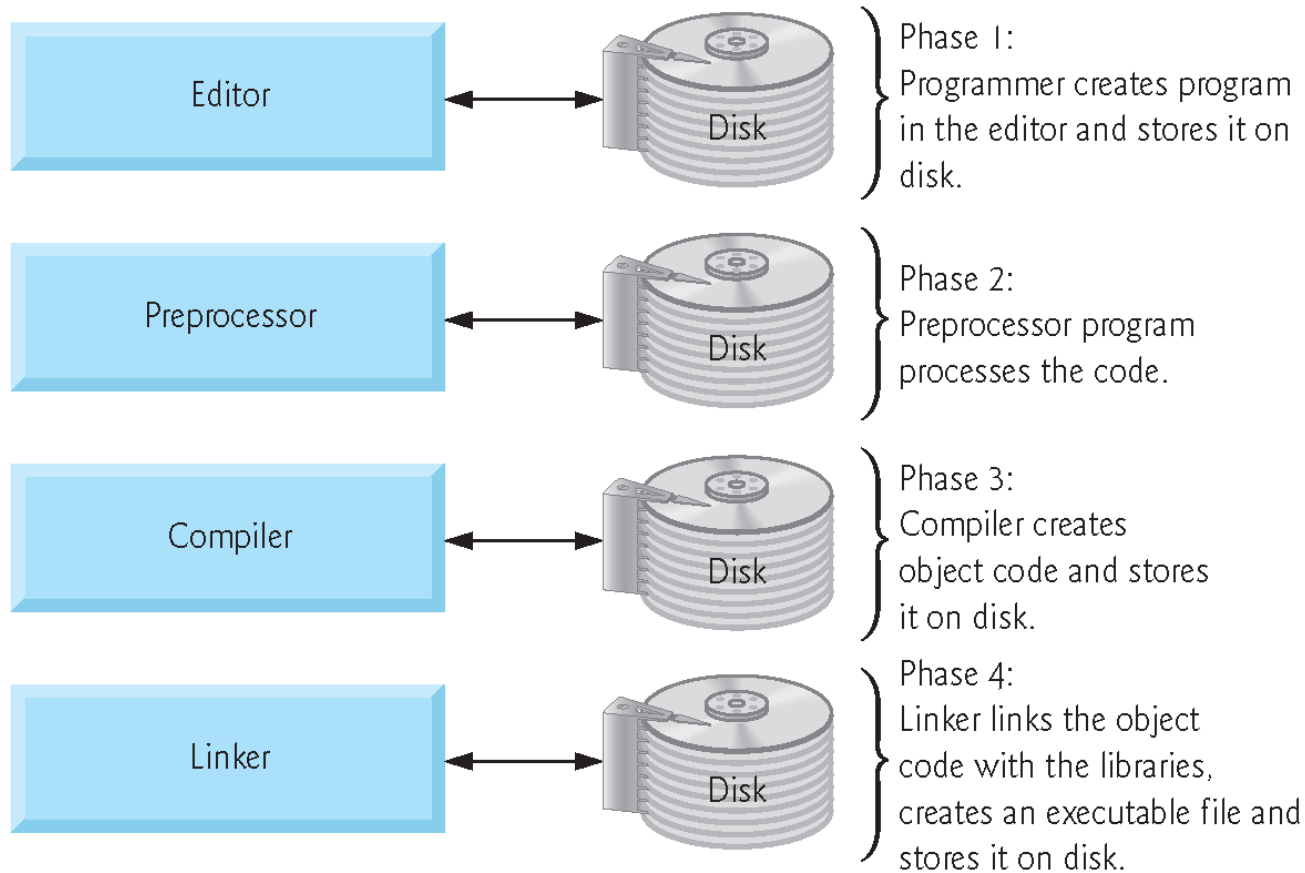 Editor
Disk
Phase 1:
Programmer creates program
in the editor and stores it on
disk.
Preprocessor
Disk
Phase 2:
Preprocessor program
processes the code.
Compiler
Disk
Phase 3:
Compiler creates
object code and stores
it on disk.
Linker
Disk
Phase 4:
Linker links the object
code with the libraries,
creates an executable file and
stores it on disk.